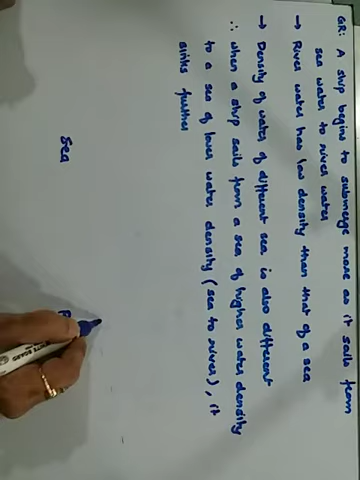 GR: A ship begins to submerge more as it sails from
sea water to river water
→ River water has low density than that of a sea
→ Density of water of different sea is also different
∴ when a ship sails from a sea of higher water density
to a sea of lower water density (sea to river), it
sinks further
Sea